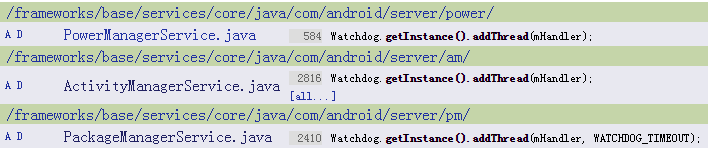 /frameworks/base/services/core/java/com/android/server/power/
A D PowerManagerService.java 584 Watchdog.getInstance().addThread(mHandler);
/frameworks/base/services/core/java/com/android/server/am/
A D ActivityManagerService.java 2816 Watchdog.getInstance().addThread(mHandler);
[all...]
/frameworks/base/services/core/java/com/android/server/pm/
A D PackageManagerService.java 2410 Watchdog.getInstance().addThread(mHandler, WATCHDOG_TIMEOUT);